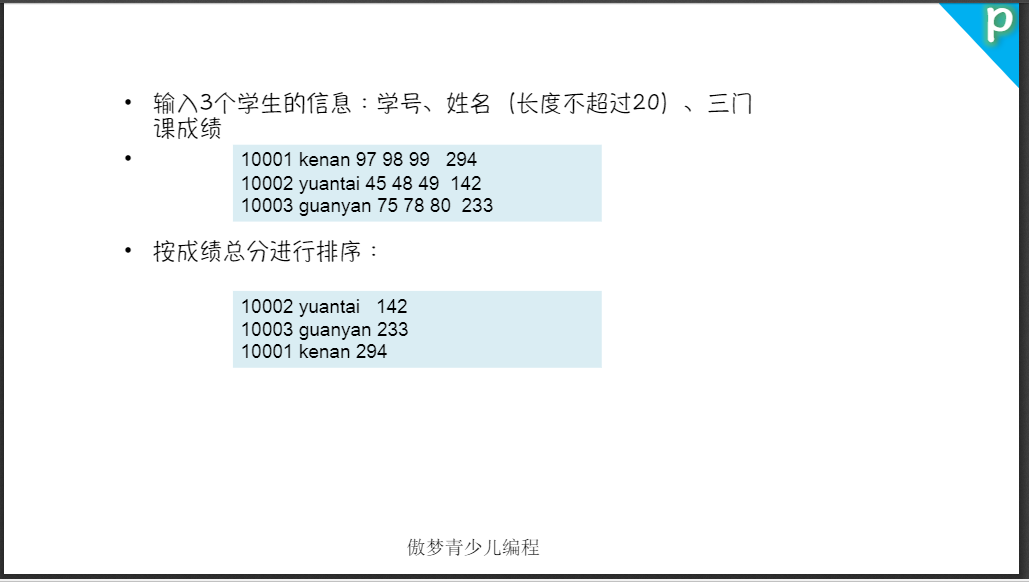 p
• 输入3个学生的信息：学号、姓名（长度不超过20）、三门
课成绩
•
10001 kenan 97 98 99   294
10002 yuantai 45 48 49  142
10003 guanyan 75 78 80  233
• 按成绩总分进行排序：
10002 yuantai   142
10003 guanyan 233
10001 kenan 294
傲梦青少儿编程